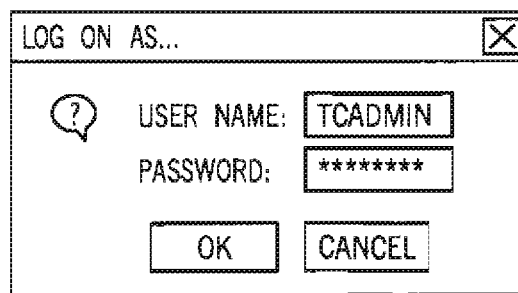 LOG ON AS...
? USER NAME: TCADMIN
PASSWORD: ********
OK CANCEL